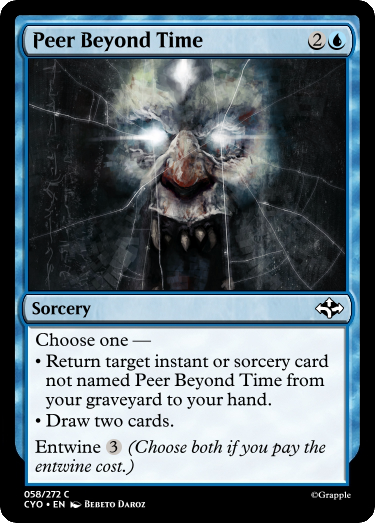 Peer Beyond Time 2
Sorcery
Choose one —
• Return target instant or sorcery card
not named Peer Beyond Time from
your graveyard to your hand.
• Draw two cards.
Entwine 3 (Choose both if you pay the
entwine cost.)
058/272 C
CYO • EN Bebeto Daroz
©Grapple